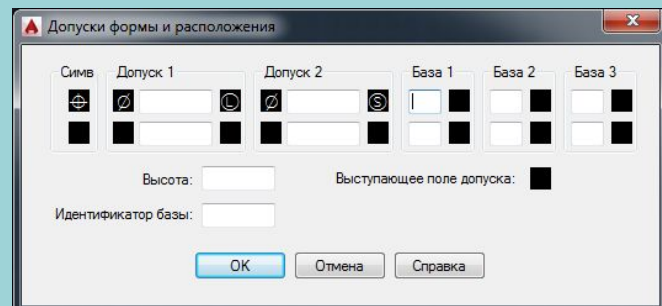 Допуски формы и расположения
Симв Допуск 1 Допуск 2 База 1 База 2 База 3
⌖ Ø Ⓛ Ø Ⓢ
Высота: Выступающее поле допуска:
Идентификатор базы:
OK Отмена Справка